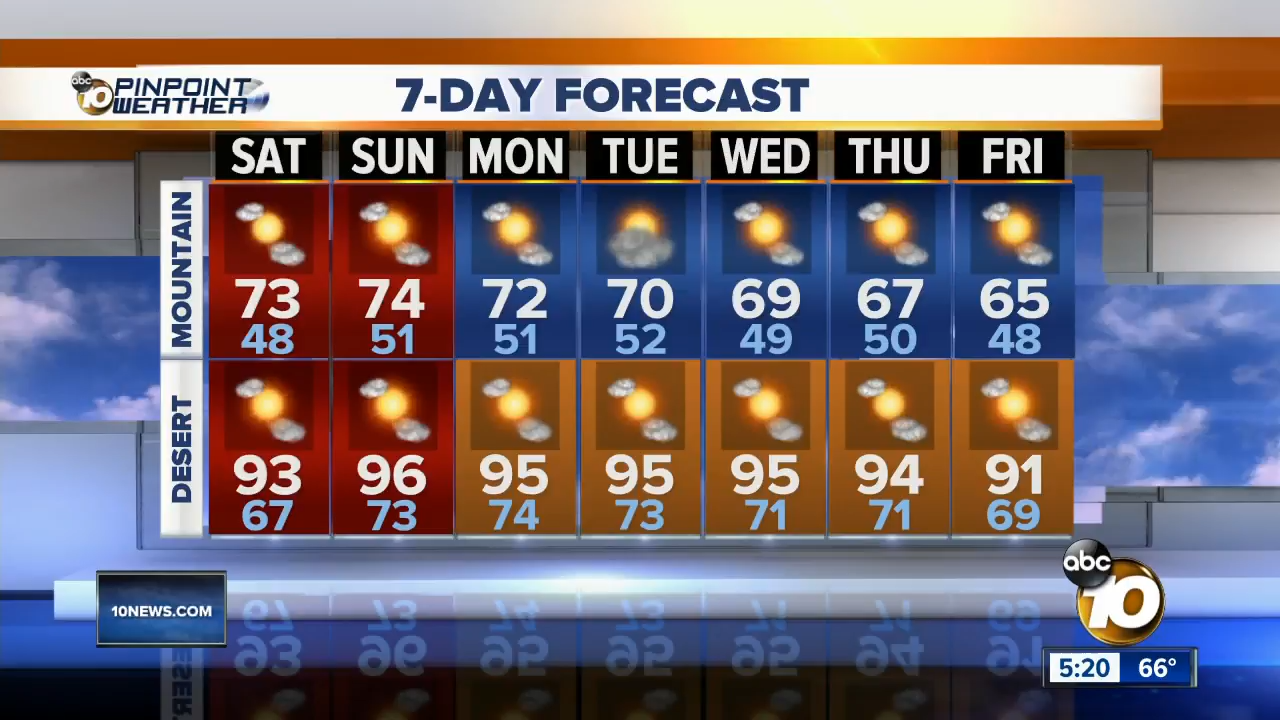 abc 10 PINPOINT WEATHER
7-DAY FORECAST
SAT SUN MON TUE WED THU FRI
MOUNTAIN
73 74 72 70 69 67 65
48 51 51 52 49 50 48
DESERT
93 96 95 95 95 94 91
67 73 74 73 71 71 69
10NEWS.COM
abc 10
5:20 66°